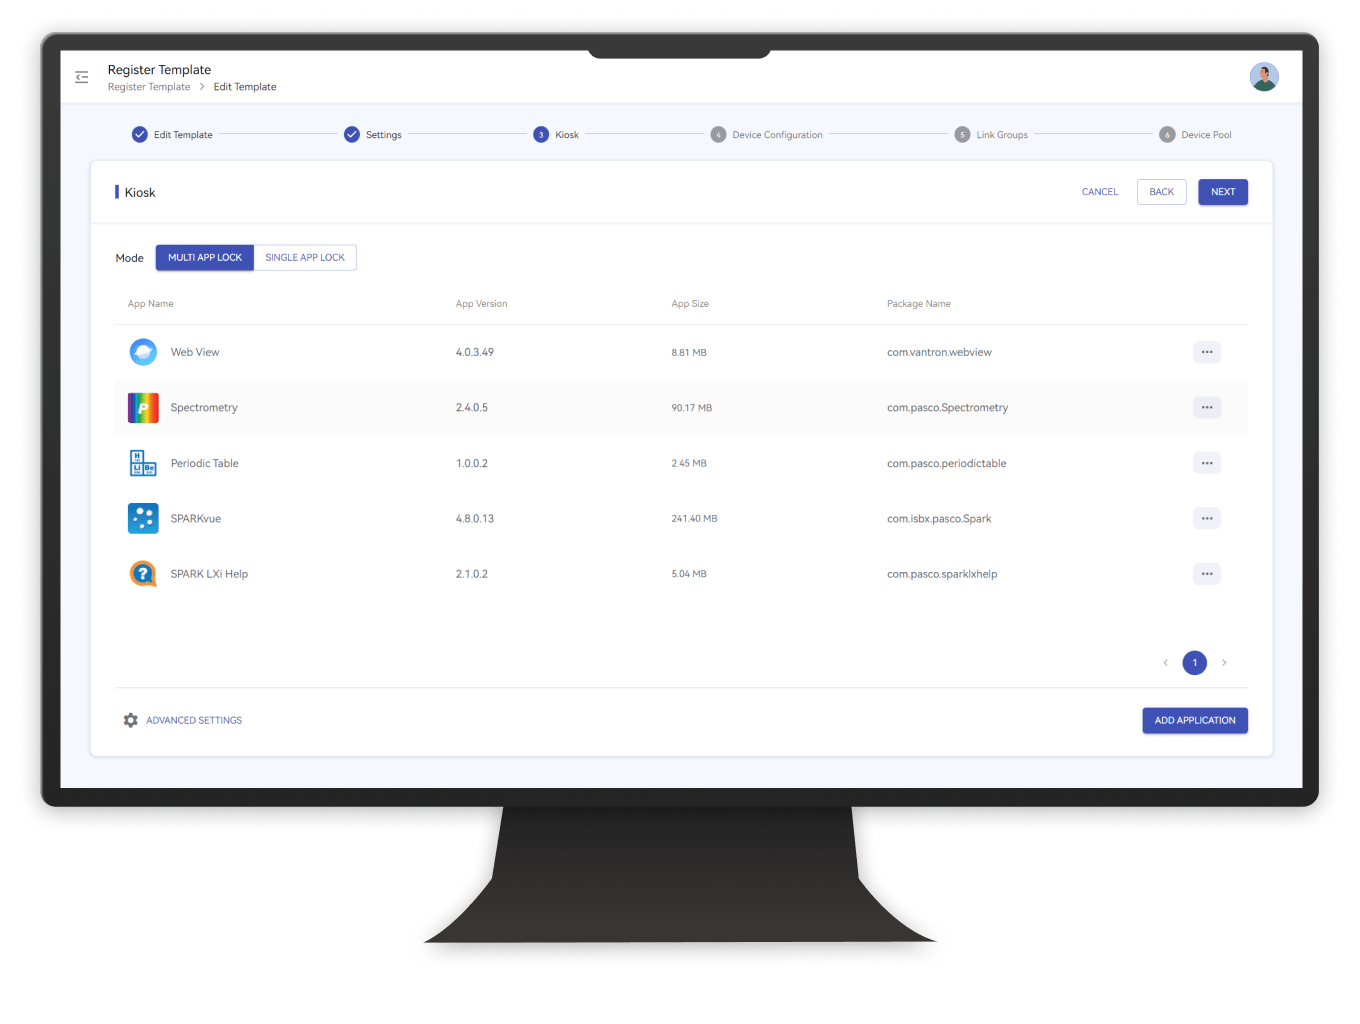 Register Template
Register Template > Edit Template
Edit Template
Settings
3 Kiosk
4 Device Configuration
5 Link Groups
6 Device Pool
Kiosk
CANCEL BACK NEXT
Mode MULTI APP LOCK SINGLE APP LOCK
App Name App Version App Size Package Name
Web View 4.0.3.49 8.81 MB com.vantron.webview •••
P Spectrometry 2.4.0.5 90.17 MB com.pasco.Spectrometry •••
H
Li Be
Periodic Table 1.0.0.2 2.45 MB com.pasco.periodictable •••
SPARKvue 4.8.0.13 241.40 MB com.isbx.pasco.Spark •••
? SPARK LXi Help 2.1.0.2 5.04 MB com.pasco.sparklxhelp •••
< 1 >
ADVANCED SETTINGS ADD APPLICATION